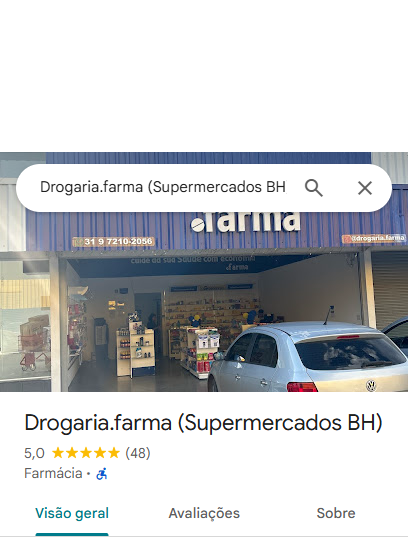 Drogaria.farma (Supermercados BH
.farma
31 9 7210-2056
@drogaria.farma
cuide da sua saúde com economia
.farma
Drogaria.farma (Supermercados BH)
5,0 (48)
Farmácia ·
Visão geral Avaliações Sobre